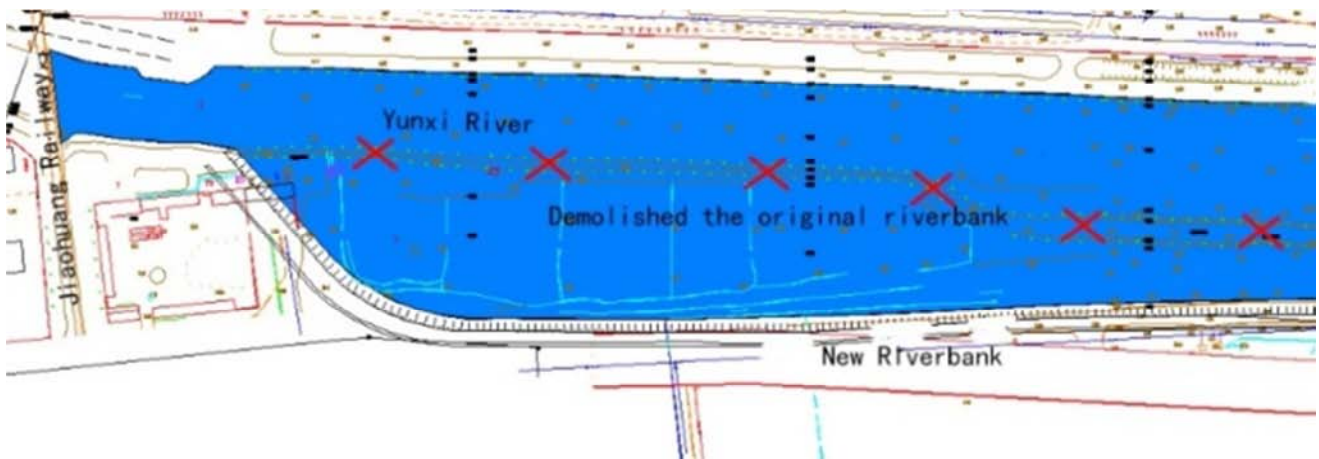 Yunxi River
Jiaohuang Railway
Demolished the original riverbank
New Riverbank